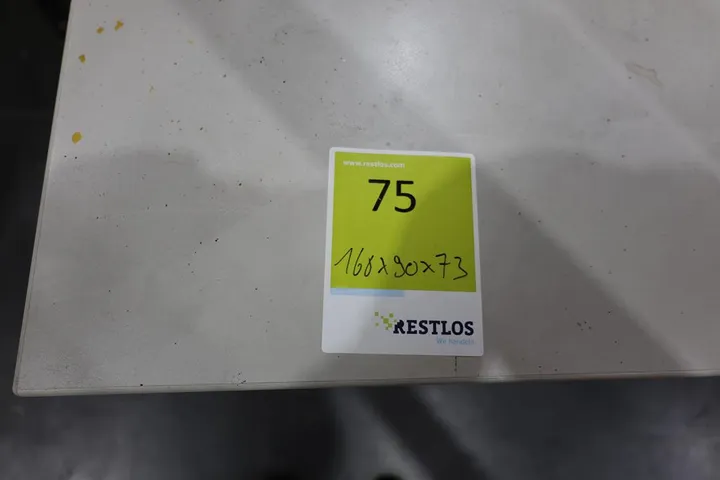 www.restlos.com
75
168x90x73
RESTLOS
Wir handeln